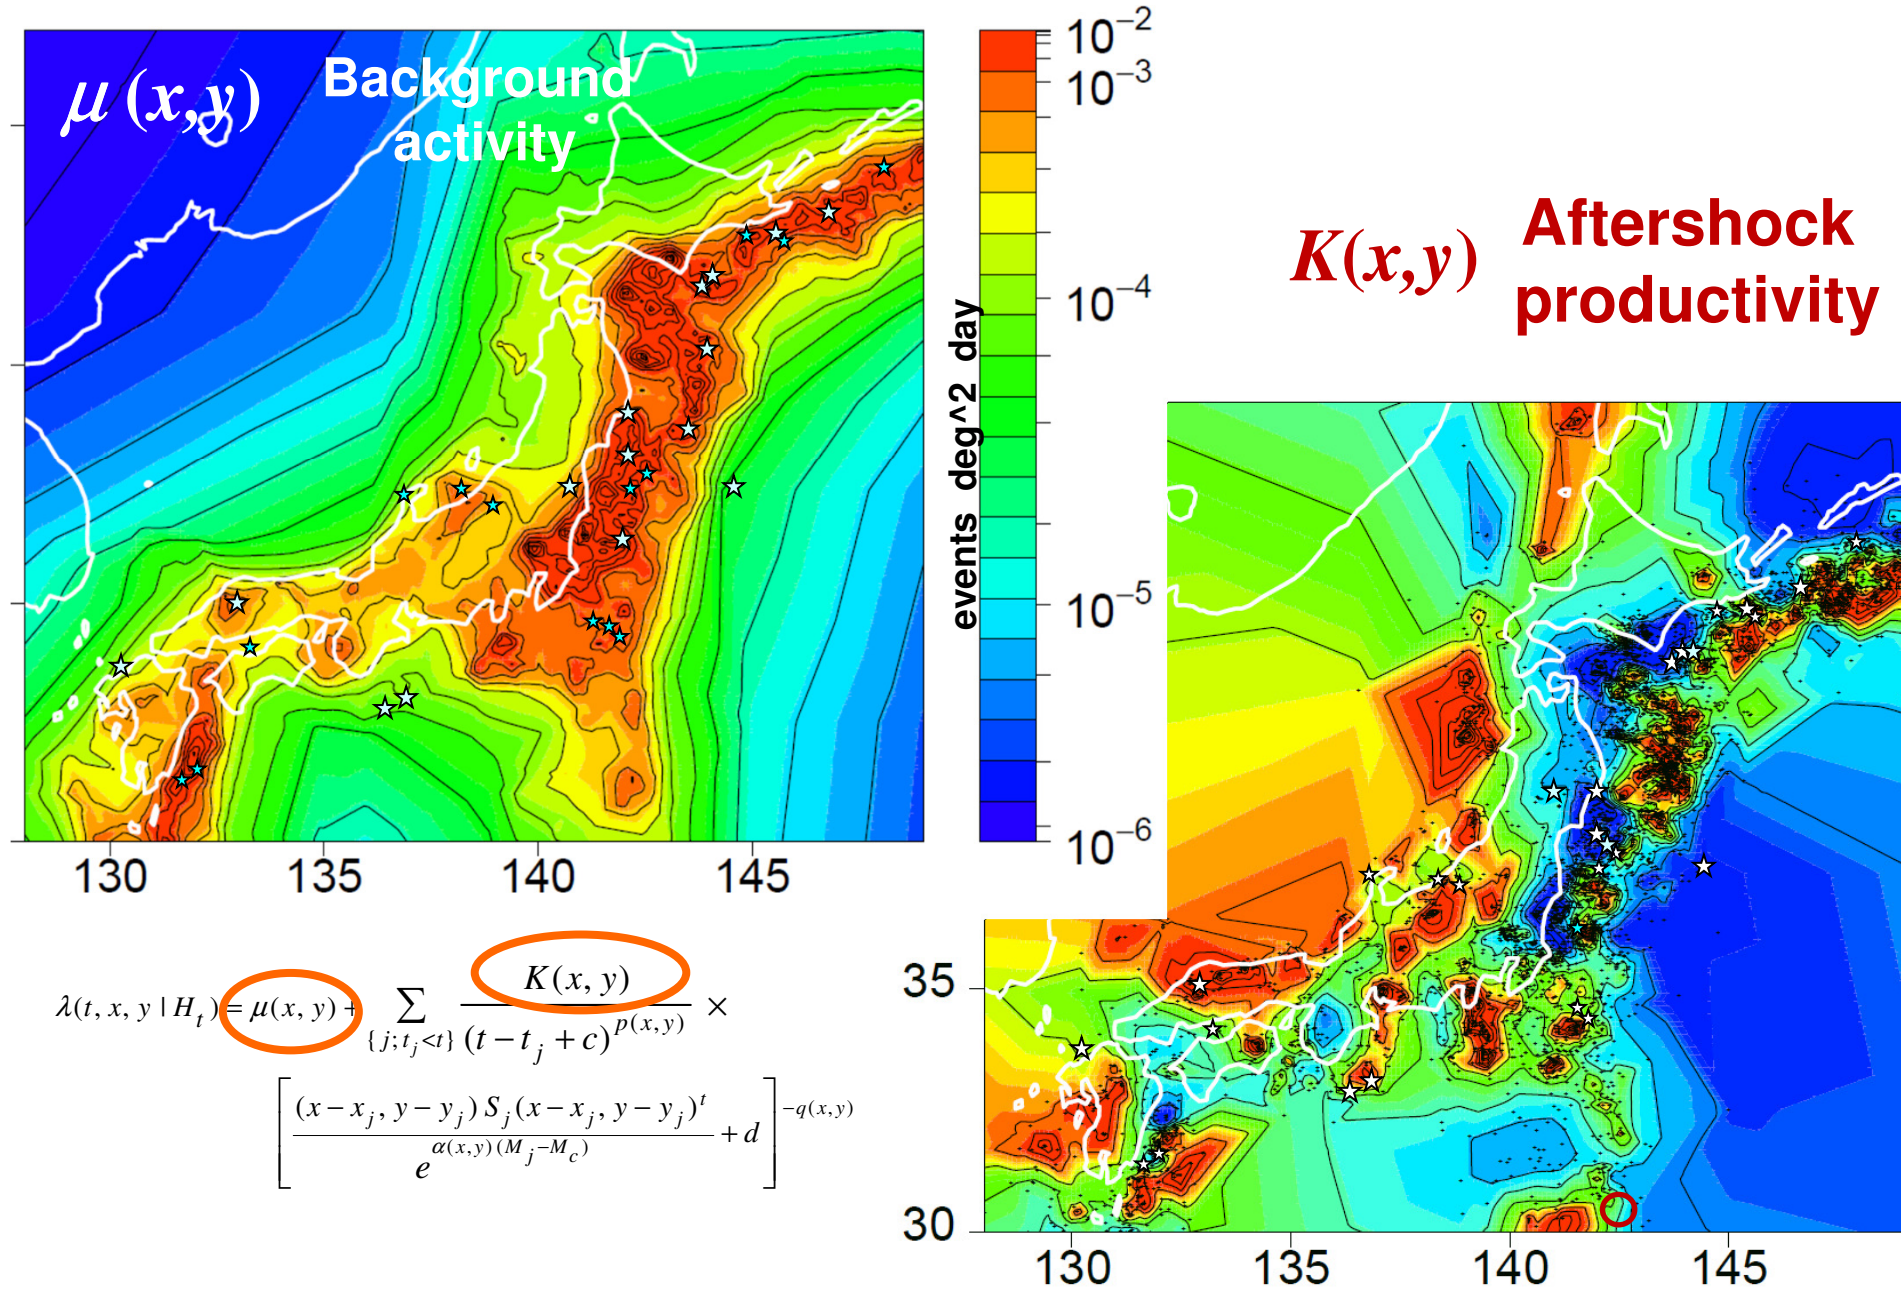 μ (x,y)
Background
activity
10⁻²
10⁻³
10⁻⁴
10⁻⁵
10⁻⁶
events deg^2 day
130 135 140 145
K(x,y)
Aftershock
productivity
35
30
130 135 140 145
λ(t, x, y | H_t) = μ(x, y) + ∑_{j; t_j<t} K(x, y) / (t − t_j + c)^{p(x,y)} ×
[ (x − x_j, y − y_j) S_j (x − x_j, y − y_j)^t / e^{α(x,y)(M_j−M_c)} + d ]^{−q(x,y)}